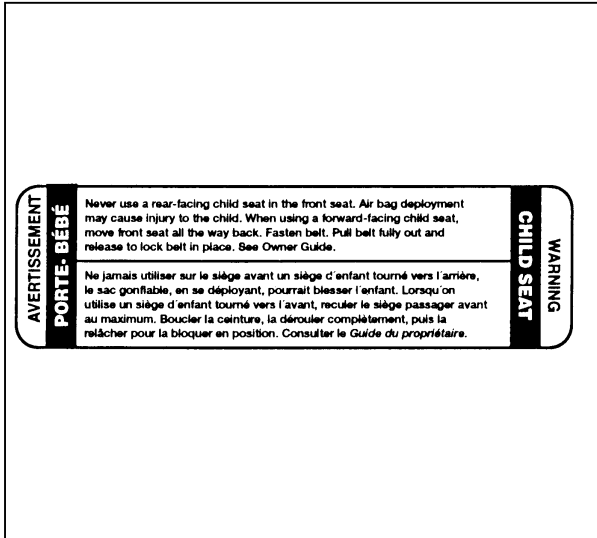 AVERTISSEMENT
PORTE- BÉBÉ
Never use a rear-facing child seat in the front seat. Air bag deployment
may cause injury to the child. When using a forward-facing child seat,
move front seat all the way back. Fasten belt. Pull belt fully out and
release to lock belt in place. See Owner Guide.
Ne jamais utiliser sur le siège avant un siège d'enfant tourné vers l'arrière,
le sac gonflable, en se déployant, pourrait blesser l'enfant. Lorsqu'on
utilise un siège d'enfant tourné vers l'avant, reculer le siège passager avant
au maximum. Boucler la ceinture, la dérouler complètement, puis la
relâcher pour la bloquer en position. Consulter le Guide du propriétaire.
CHILD SEAT
WARNING